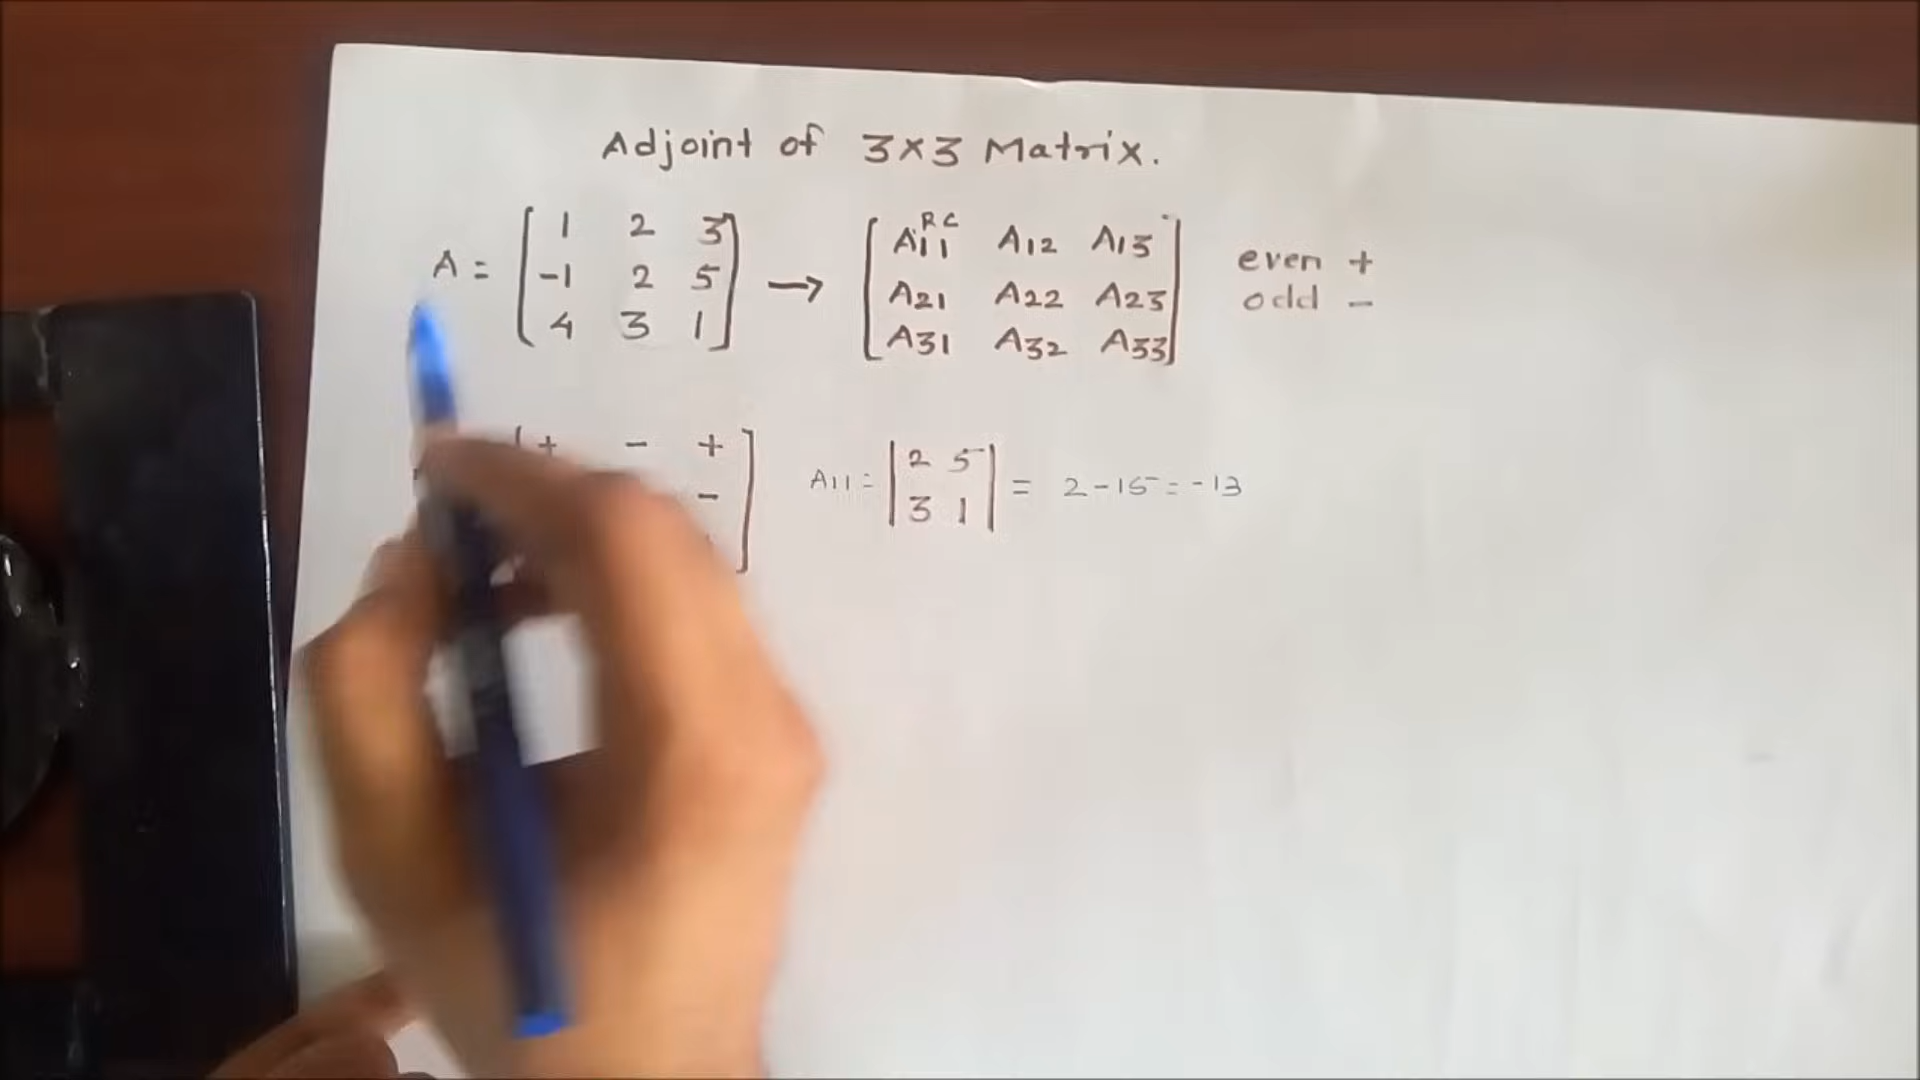 Adjoint of 3×3 Matrix.
A = [ 1 2 3 ; -1 2 5 ; 4 3 1 ] → [ A11 A12 A13 ; A21 A22 A23 ; A31 A32 A33 ]
R C
even +
odd -
+ - +
-
A11 = | 2 5 ; 3 1 | = 2-15 = -13